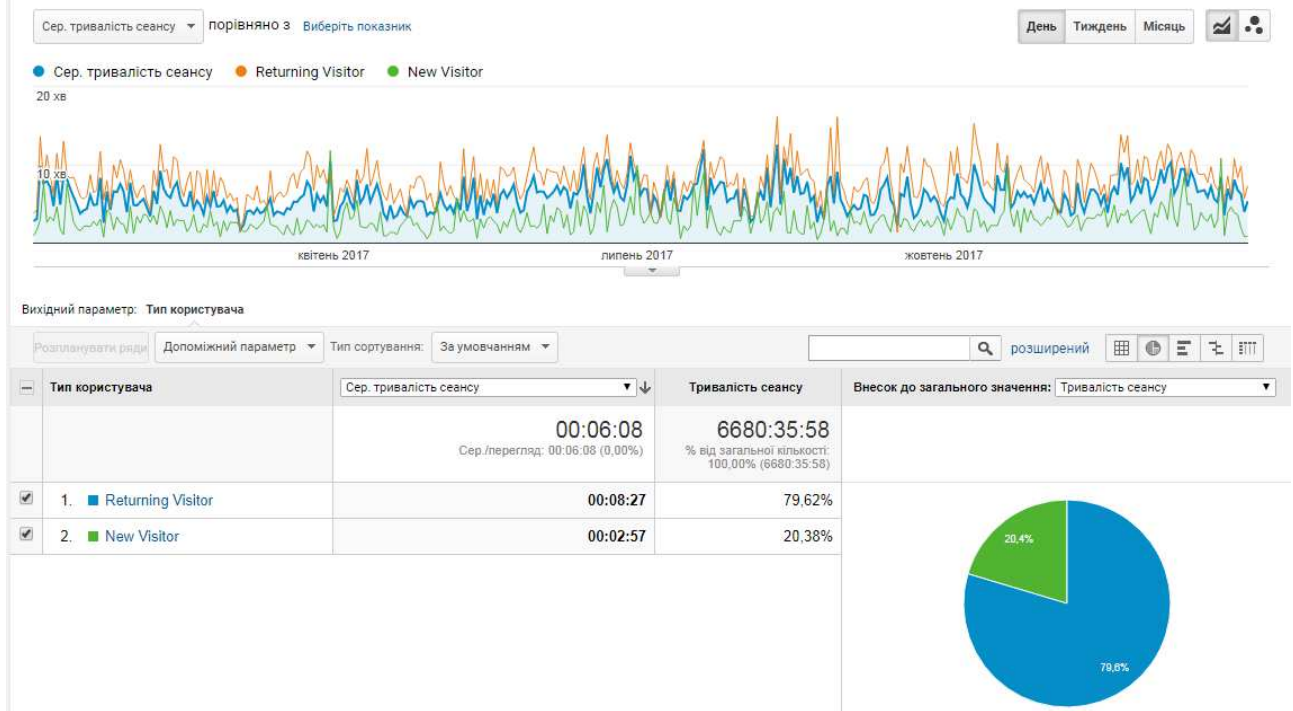 Сер. тривалість сеансу порівняно з Виберіть показник День Тиждень Місяць
Сер. тривалість сеансу Returning Visitor New Visitor
20 хв
10 хв
квітень 2017 липень 2017 жовтень 2017
Вихідний параметр: Тип користувача
Розпланувати ряди Допоміжний параметр Тип сортування: За умовчанням розширений
Тип користувача Сер. тривалість сеансу Тривалість сеансу Внесок до загального значення: Тривалість сеансу
00:06:08 6680:35:58
Сер./перегляд: 00:06:08 (0,00%) % від загальної кількості:
100,00% (6680:35:58)
1. Returning Visitor 00:08:27 79,62%
2. New Visitor 00:02:57 20,38%
20,4%
79,6%